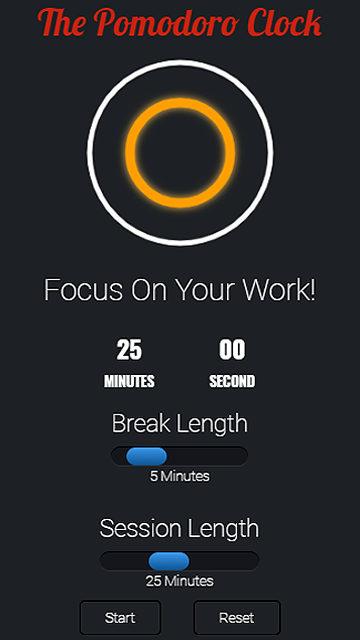 The Pomodoro Clock
Focus On Your Work!
25 00
MINUTES SECOND
Break Length
5 Minutes
Session Length
25 Minutes
Start Reset